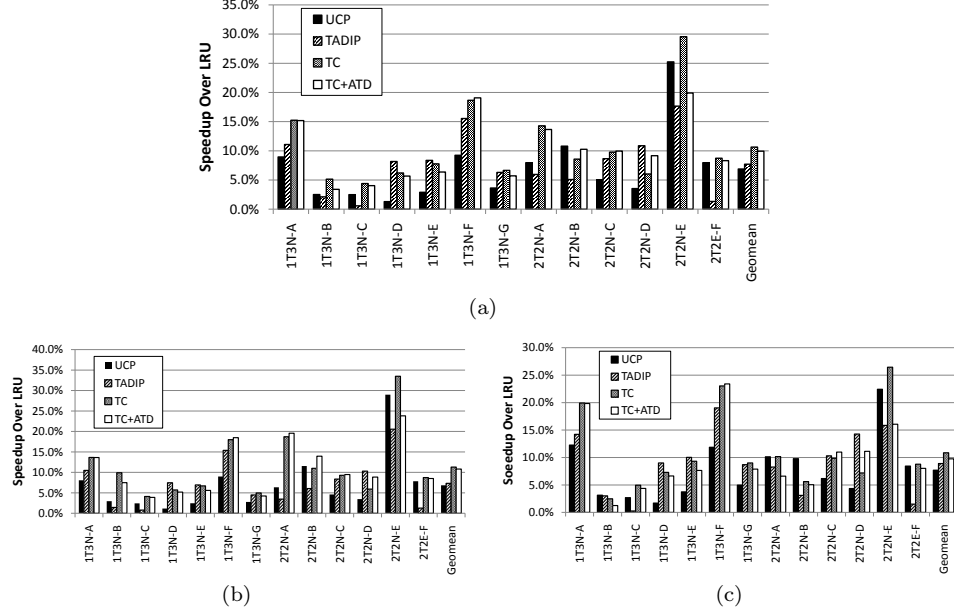 35.0%
30.0%
25.0%
20.0%
15.0%
10.0%
5.0%
0.0%
Speedup Over LRU
UCP
TADIP
TC
TC+ATD
1T3N-A
1T3N-B
1T3N-C
1T3N-D
1T3N-E
1T3N-F
1T3N-G
2T2N-A
2T2N-B
2T2N-C
2T2N-D
2T2N-E
2T2E-F
Geomean
(a)
40.0%
35.0%
30.0%
25.0%
20.0%
15.0%
10.0%
5.0%
0.0%
Speedup Over LRU
UCP
TADIP
TC
TC+ATD
1T3N-A
1T3N-B
1T3N-C
1T3N-D
1T3N-E
1T3N-F
1T3N-G
2T2N-A
2T2N-B
2T2N-C
2T2N-D
2T2N-E
2T2E-F
Geomean
(b)
30.0%
25.0%
20.0%
15.0%
10.0%
5.0%
0.0%
Soeedup Over LRU
UCP
TADIP
TC
TC+ATD
1T3N-A
1T3N-B
1T3N-C
1T3N-D
1T3N-E
1T3N-F
1T3N-G
2T2N-A
2T2N-B
2T2N-C
2T2N-D
2T2N-E
2T2E-F
Geomean
(c)